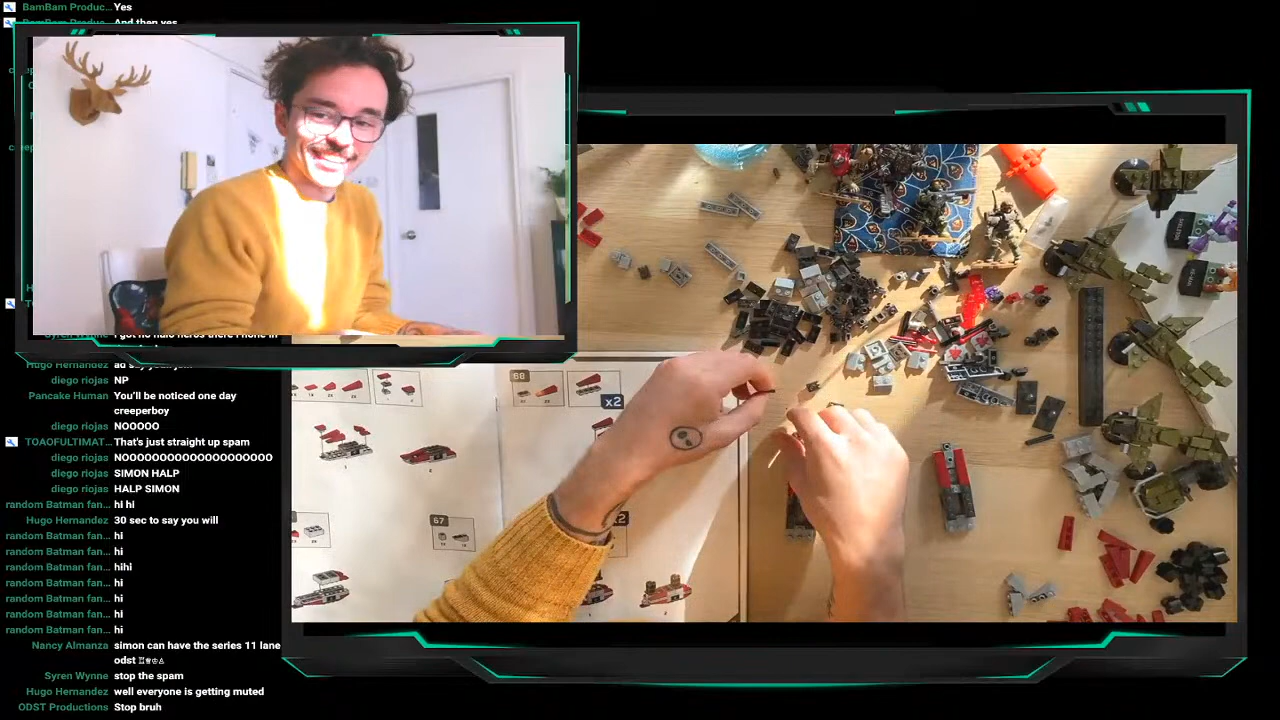 BamBam Produc... Yes
And then yes
Hugo Hernandez
diego riojas NP
Pancake Human You'll be noticed one day
creeperboy
diego riojas NOOOOO
TOAOFULTIMAT... That's just straight up spam
diego riojas NOOOOOOOOOOOOOOOOOOO
diego riojas SIMON HALP
diego riojas HALP SIMON
random Batman fan... hi hi
Hugo Hernandez 30 sec to say you will
random Batman fan... hi
random Batman fan... hi
random Batman fan... hihi
random Batman fan... hi
random Batman fan... hi
random Batman fan... hi
random Batman fan... hi
Nancy Almanza simon can have the series 11 lane
odst
Syren Wynne stop the spam
Hugo Hernandez well everyone is getting muted
ODST Productions Stop bruh
68
x2
1
2
67
x2
2